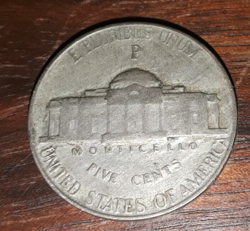 E PLURIBUS UNUM
P
MONTICELLO
FIVE CENTS
UNITED STATES OF AMERICA